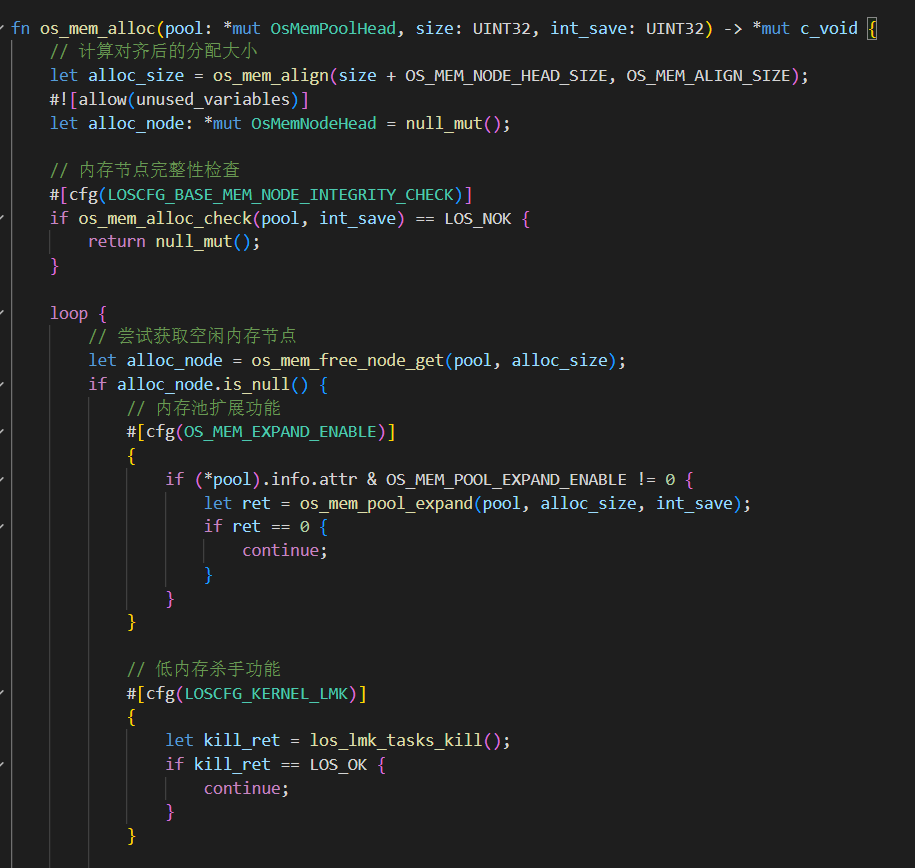 fn os_mem_alloc(pool: *mut OsMemPoolHead, size: UINT32, int_save: UINT32) -> *mut c_void {
// 计算对齐后的分配大小
let alloc_size = os_mem_align(size + OS_MEM_NODE_HEAD_SIZE, OS_MEM_ALIGN_SIZE);
#![allow(unused_variables)]
let alloc_node: *mut OsMemNodeHead = null_mut();
// 内存节点完整性检查
#[cfg(LOSCFG_BASE_MEM_NODE_INTEGRITY_CHECK)]
if os_mem_alloc_check(pool, int_save) == LOS_NOK {
return null_mut();
}
loop {
// 尝试获取空闲内存节点
let alloc_node = os_mem_free_node_get(pool, alloc_size);
if alloc_node.is_null() {
// 内存池扩展功能
#[cfg(OS_MEM_EXPAND_ENABLE)]
{
if (*pool).info.attr & OS_MEM_POOL_EXPAND_ENABLE != 0 {
let ret = os_mem_pool_expand(pool, alloc_size, int_save);
if ret == 0 {
continue;
}
}
}
// 低内存杀手功能
#[cfg(LOSCFG_KERNEL_LMK)]
{
let kill_ret = los_lmk_tasks_kill();
if kill_ret == LOS_OK {
continue;
}
}